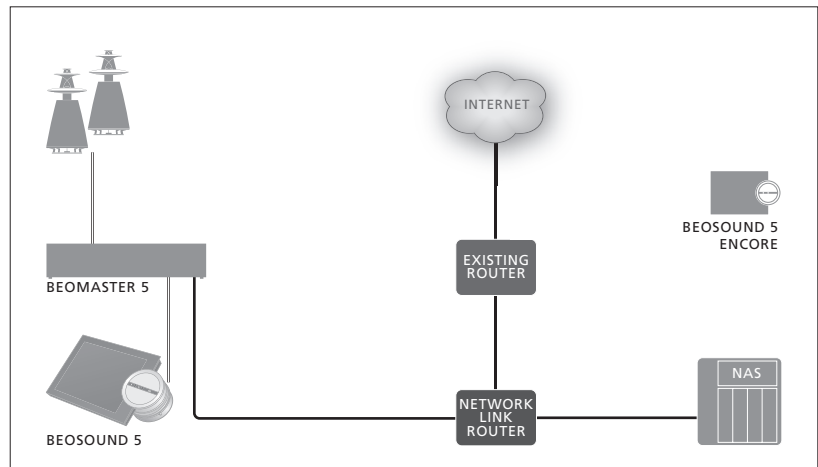 INTERNET
BEOSOUND 5
ENCORE
EXISTING
ROUTER
BEOMASTER 5
NAS
NETWORK
LINK
ROUTER
BEOSOUND 5